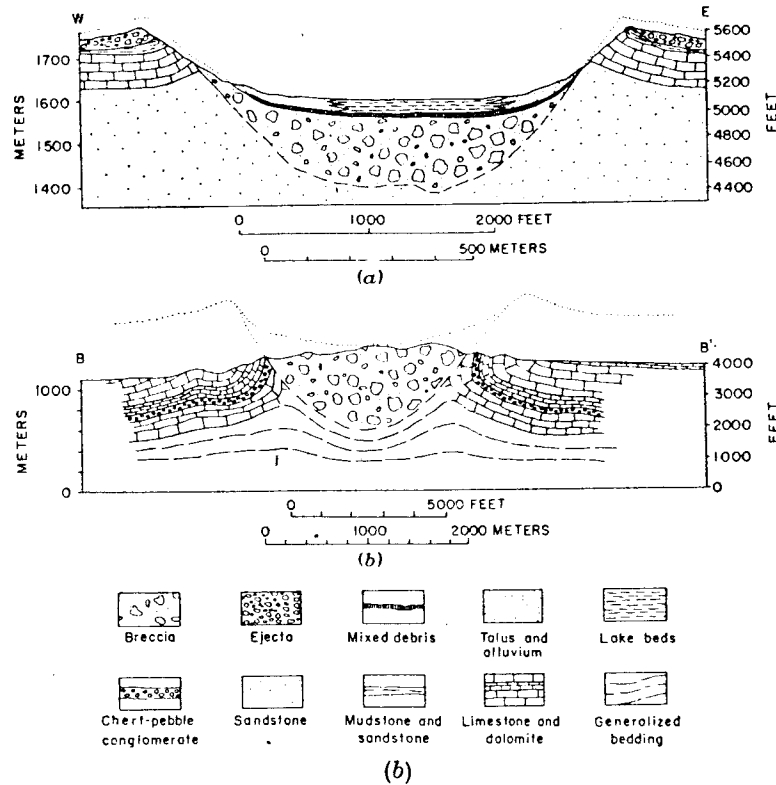 W E
METERS
1700
1600
1500
1400
5600
5400
5200
5000
4800
4600
4400
FEET
0 1000 2000 FEET
0 500 METERS
(a)
B B'
METERS
1000
0
4000
3000
2000
1000
0
FEET
0 5000 FEET
0 1000 2000 METERS
(b)
Breccia Ejecta Mixed debris Talus and alluvium Lake beds
Chert-pebble conglomerate Sandstone Mudstone and sandstone Limestone and dolomite Generalized bedding
(b)